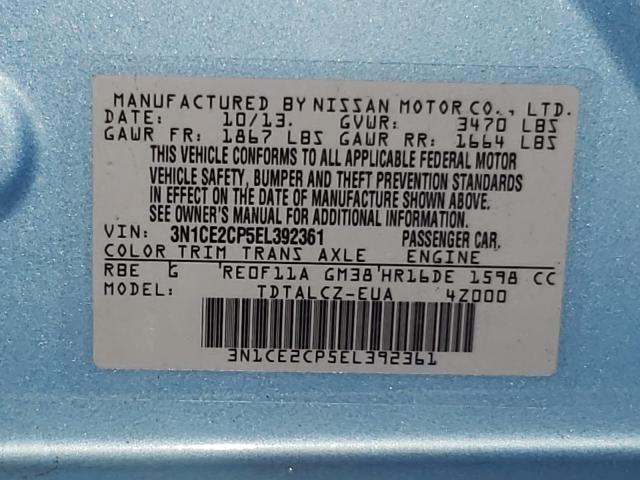 MANUFACTURED BY NISSAN MOTOR CO., LTD.
DATE: 10/13. GVWR: 3470 LBS
GAWR FR: 1867 LBS GAWR RR: 1664 LBS
THIS VEHICLE CONFORMS TO ALL APPLICABLE FEDERAL MOTOR
VEHICLE SAFETY, BUMPER AND THEFT PREVENTION STANDARDS
IN EFFECT ON THE DATE OF MANUFACTURE SHOWN ABOVE.
SEE OWNER'S MANUAL FOR ADDITIONAL INFORMATION.
VIN: 3N1CE2CP5EL392361 PASSENGER CAR.
COLOR TRIM TRANS AXLE ENGINE
RBE G RE0F11A GM38 HR16DE 1598 CC
MODEL: TDTALCZ-EUA 4Z000
3N1CE2CP5EL392361